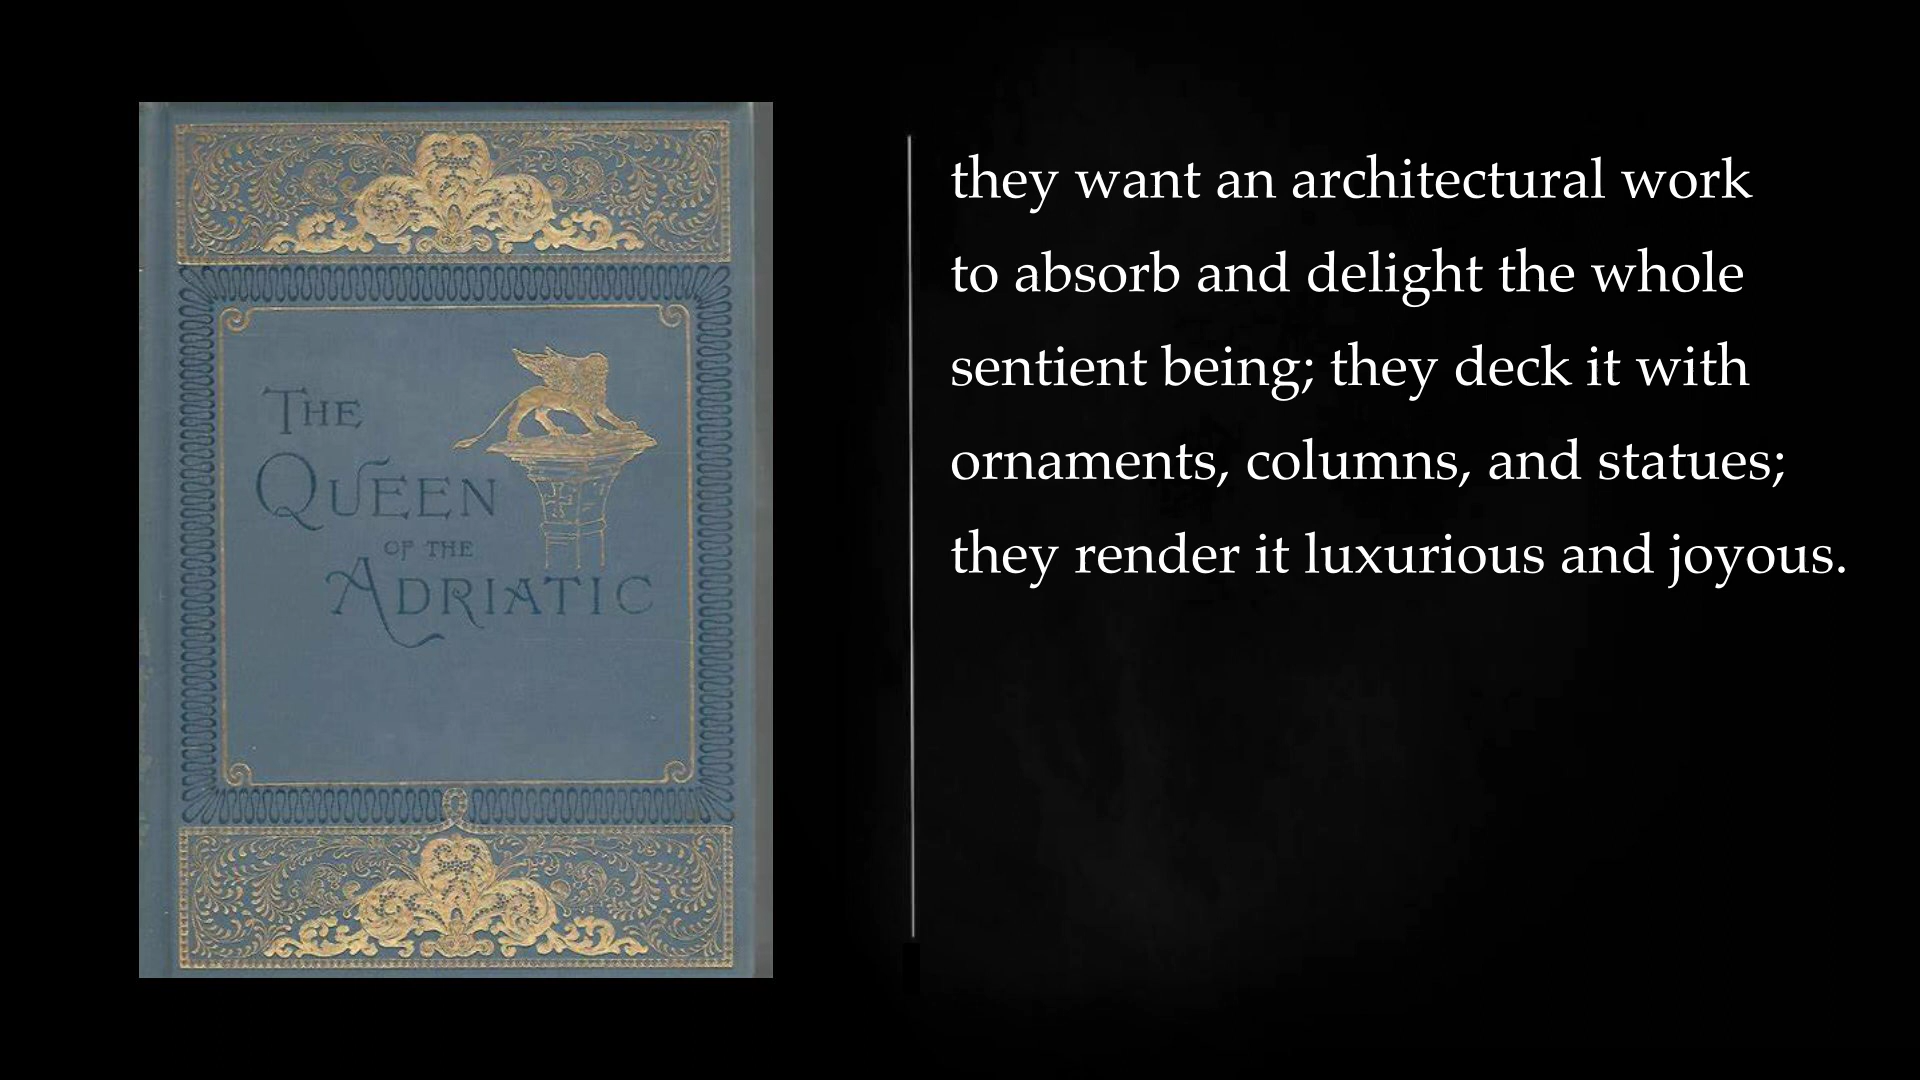 THE
QUEEN
OF THE
ADRIATIC
they want an architectural work
to absorb and delight the whole
sentient being; they deck it with
ornaments, columns, and statues;
they render it luxurious and joyous.